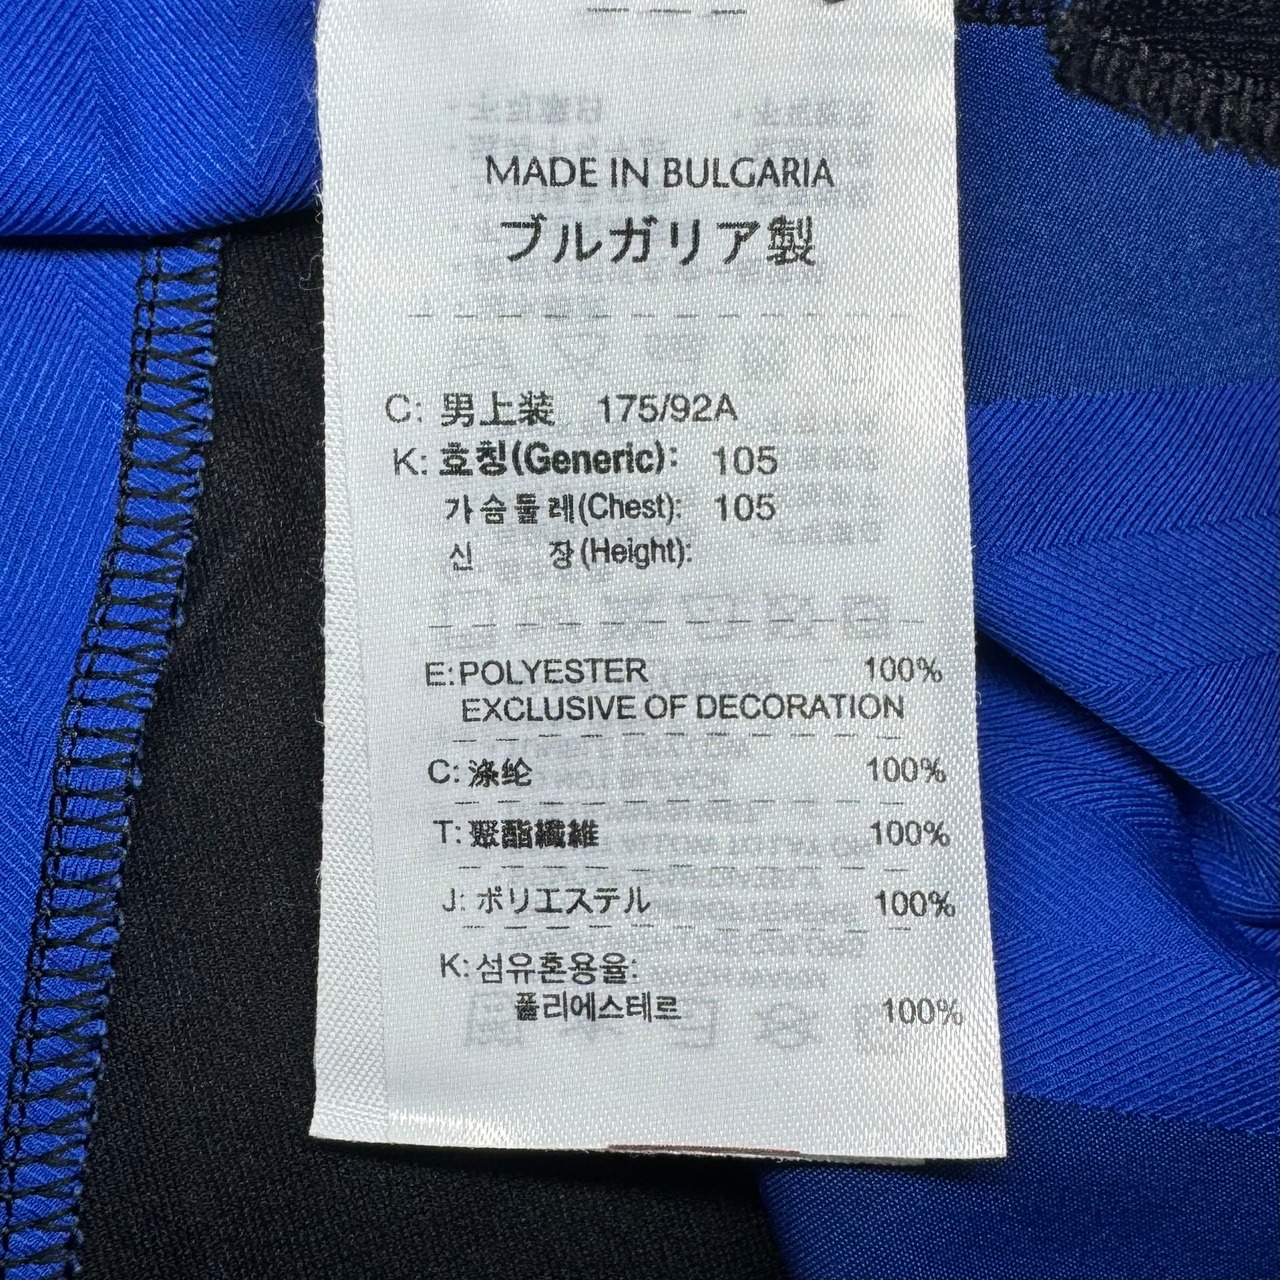 MADE IN BULGARIA
ブルガリア製
C: 男上装 175/92A
K: 호칭(Generic): 105
가슴둘레(Chest): 105
신 장(Height):
E: POLYESTER 100%
EXCLUSIVE OF DECORATION
C: 涤纶 100%
T: 聚酯纖維 100%
J: ポリエステル 100%
K: 섬유혼용율:
폴리에스테르 100%